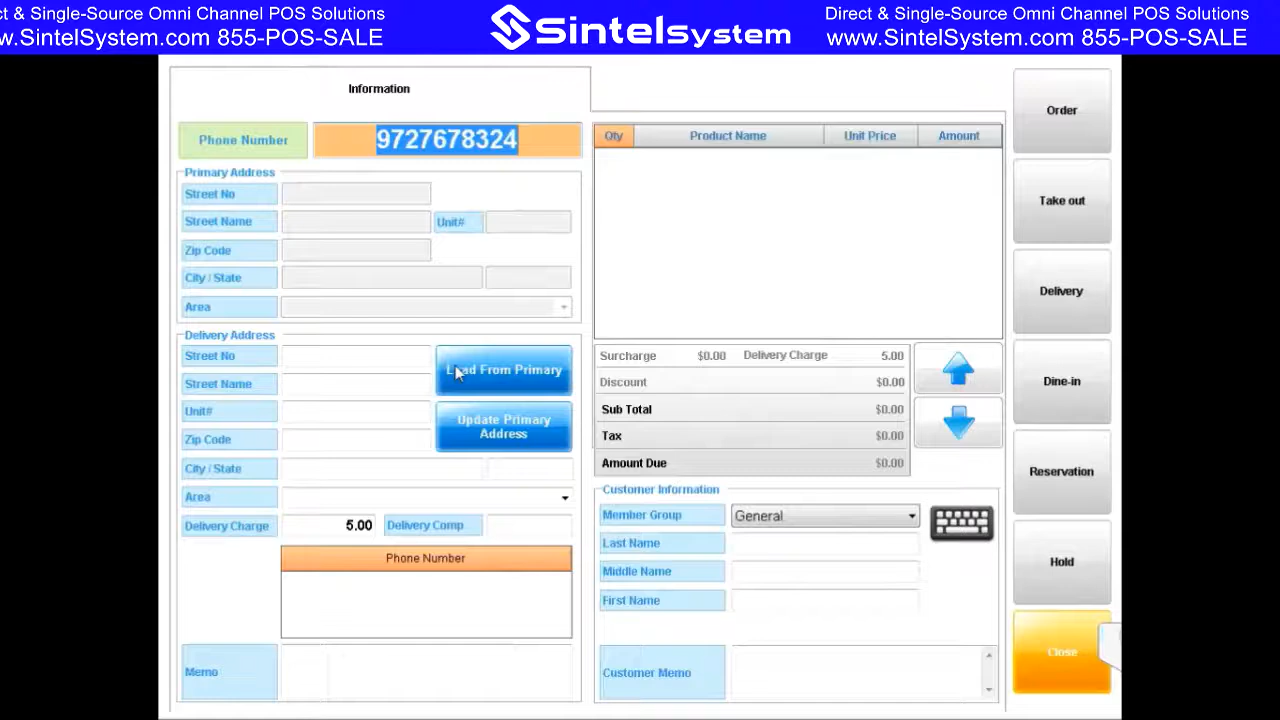 ct & Single-Source Omni Channel POS Solutions
w.SintelSystem.com 855-POS-SALE
Sintelsystem
Direct & Single-Source Omni Channel POS Solutions
www.SintelSystem.com 855-POS-SALE
Information
Phone Number 9727678324
Primary Address
Street No
Street Name Unit#
Zip Code
City / State
Area
Delivery Address
Street No
Street Name
Unit#
Zip Code
City / State
Area
Delivery Charge 5.00 Delivery Comp
Load From Primary
Update Primary
Address
Phone Number
Memo
Qty Product Name Unit Price Amount
Surcharge $0.00 Delivery Charge 5.00
Discount $0.00
Sub Total $0.00
Tax $0.00
Amount Due $0.00
Customer Information
Member Group General
Last Name
Middle Name
First Name
Customer Memo
Order
Take out
Delivery
Dine-in
Reservation
Hold
Close